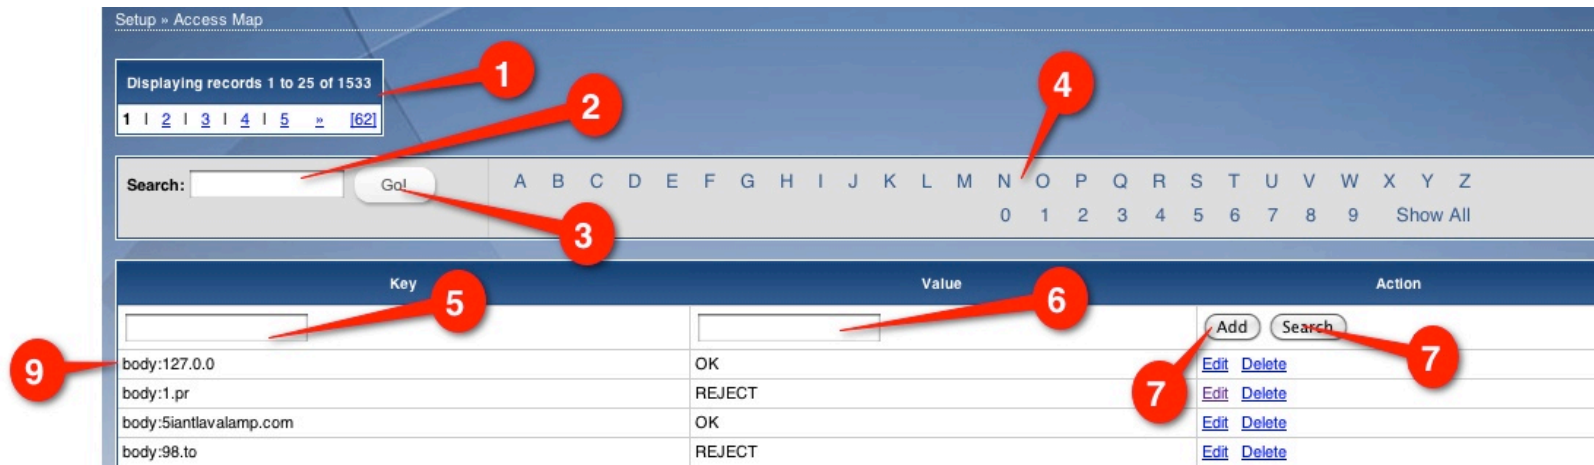 Setup » Access Map
Displaying records 1 to 25 of 1533
1
1 | 2 | 3 | 4 | 5 » [62]
2
4
Search: Go! A B C D E F G H I J K L M N O P Q R S T U V W X Y Z
0 1 2 3 4 5 6 7 8 9 Show All
3
Key Value Action
5
6
Add Search
7
7
9
body:127.0.0 OK Edit Delete
body:1.pr REJECT Edit Delete
body:5iantlavalamp.com OK Edit Delete
body:98.to REJECT Edit Delete